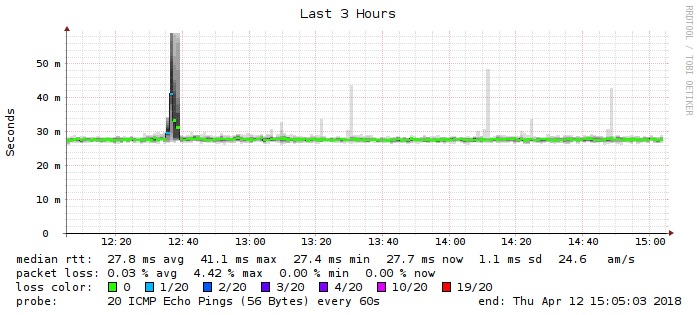 Last 3 Hours
RRDTOOL / TOBI OETIKER
Seconds
50 m
40 m
30 m
20 m
10 m
0
12:20 12:40 13:00 13:20 13:40 14:00 14:20 14:40 15:00
median rtt: 27.8 ms avg 41.1 ms max 27.4 ms min 27.7 ms now 1.1 ms sd 24.6 am/s
packet loss: 0.03 % avg 4.42 % max 0.00 % min 0.00 % now
loss color: 0 1/20 2/20 3/20 4/20 10/20 19/20
probe: 20 ICMP Echo Pings (56 Bytes) every 60s end: Thu Apr 12 15:05:03 2018